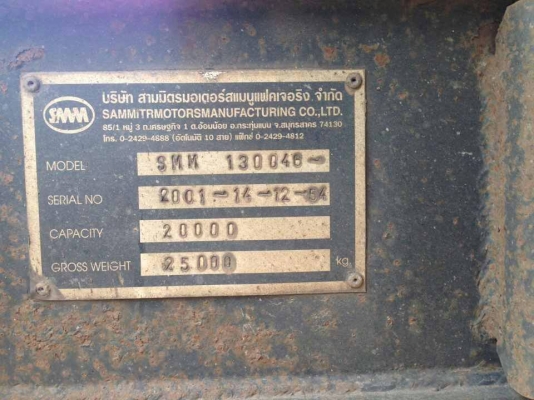 SMM
บริษัท สามมิตรมอเตอร์สแมนูแฟคเจอริง จำกัด
SAMMiTRMOTORSMANUFACTURING CO.,LTD.
85/1 หมู่ 3 ถ.เศรษฐกิจ 1 ต.อ้อมน้อย อ.กระทุ่มแบน จ.สมุทรสาคร 74130
โทร. 0-2429-4888 (อัตโนมัติ 10 สาย) แฟ็กส์ 0-2429-4812
MODEL SMM 130046-
SERIAL NO 2001-14-12-54
CAPACITY 20000
GROSS WEIGHT 25000 kg.